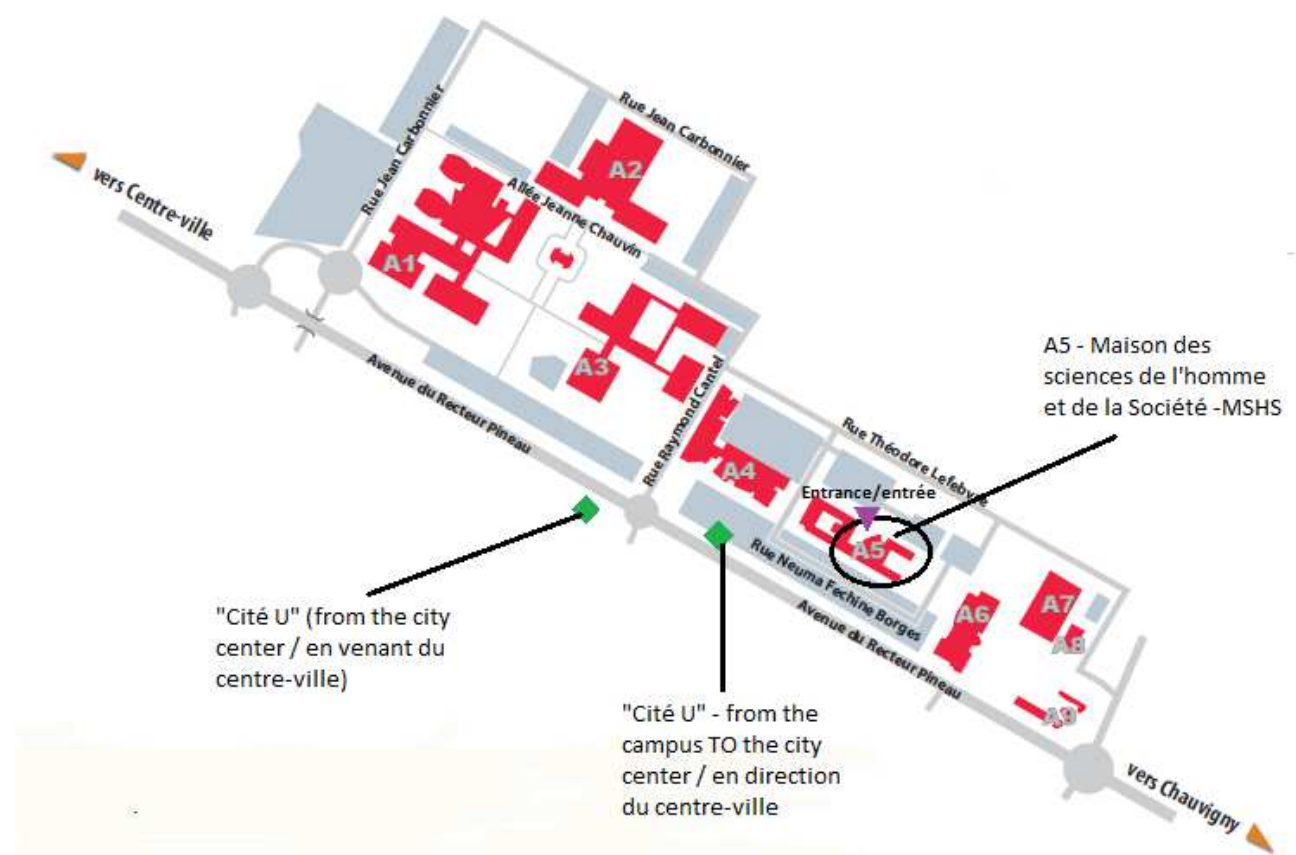 Rue Jean Carbonnier
Rue Jean Carbonnier
A2
vers Centre-ville
Allée Jeanne Chauvin
A1
A3
Avenue du Recteur Pineau
Rue Raymond Cantel
A5 - Maison des
sciences de l'homme
et de la Société -MSHS
Rue Théodore Lefebvre
A4
Entrance/entrée
A5
Rue Neuma Fechine Borges
Avenue du Recteur Pineau
A6
A7
A8
A9
"Cité U" (from the city
center / en venant du
centre-ville)
"Cité U" - from the
campus TO the city
center / en direction
du centre-ville
vers Chauvigny